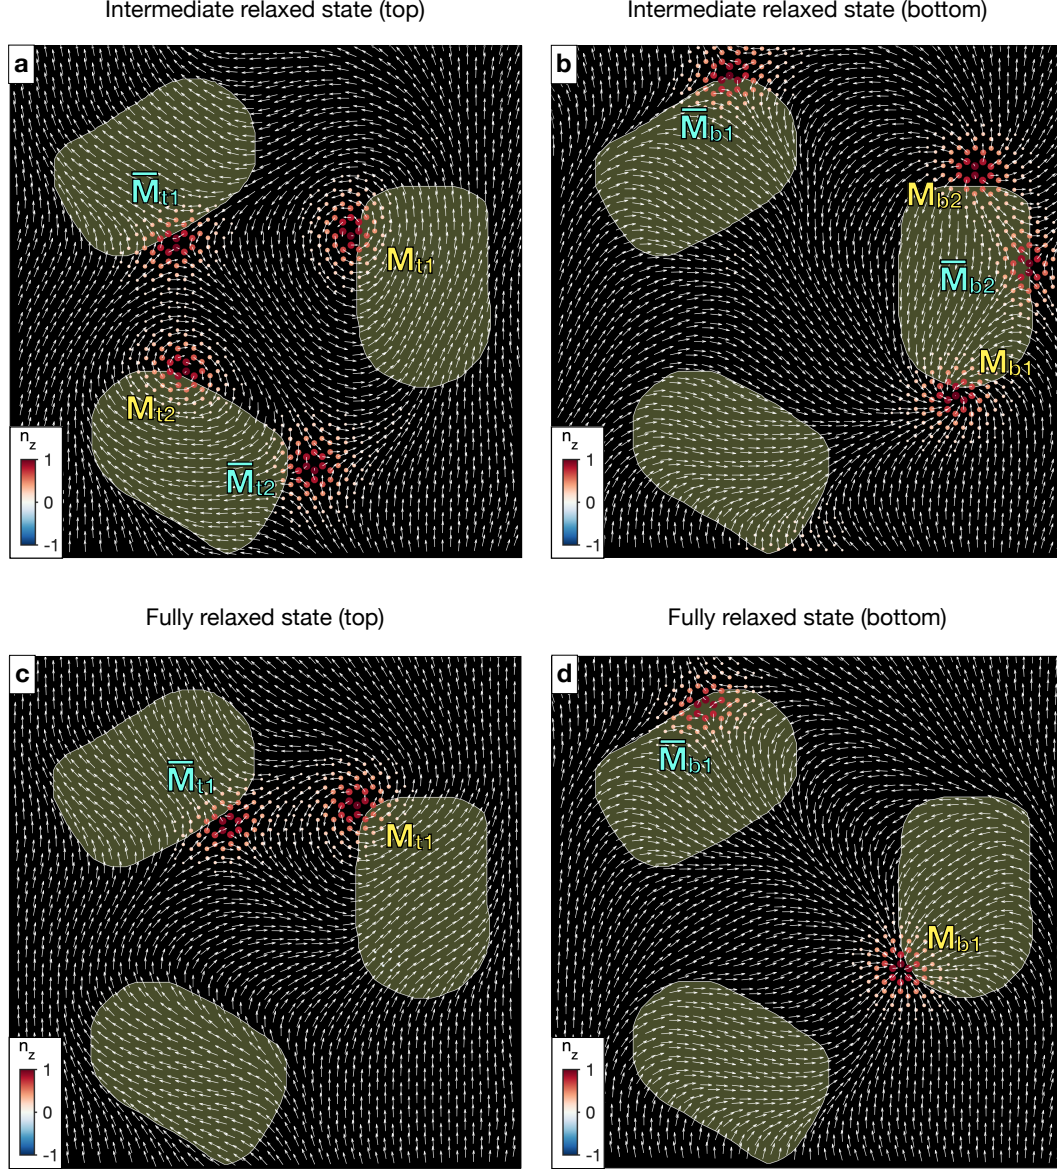 Intermediate relaxed state (top)
Intermediate relaxed state (bottom)
a
M̅t1
Mt1
Mt2
M̅t2
nz
1
0
-1
b
M̅b1
Mb2
M̅b2
Mb1
nz
1
0
-1
Fully relaxed state (top)
Fully relaxed state (bottom)
c
M̅t1
Mt1
nz
1
0
-1
d
M̅b1
Mb1
nz
1
0
-1